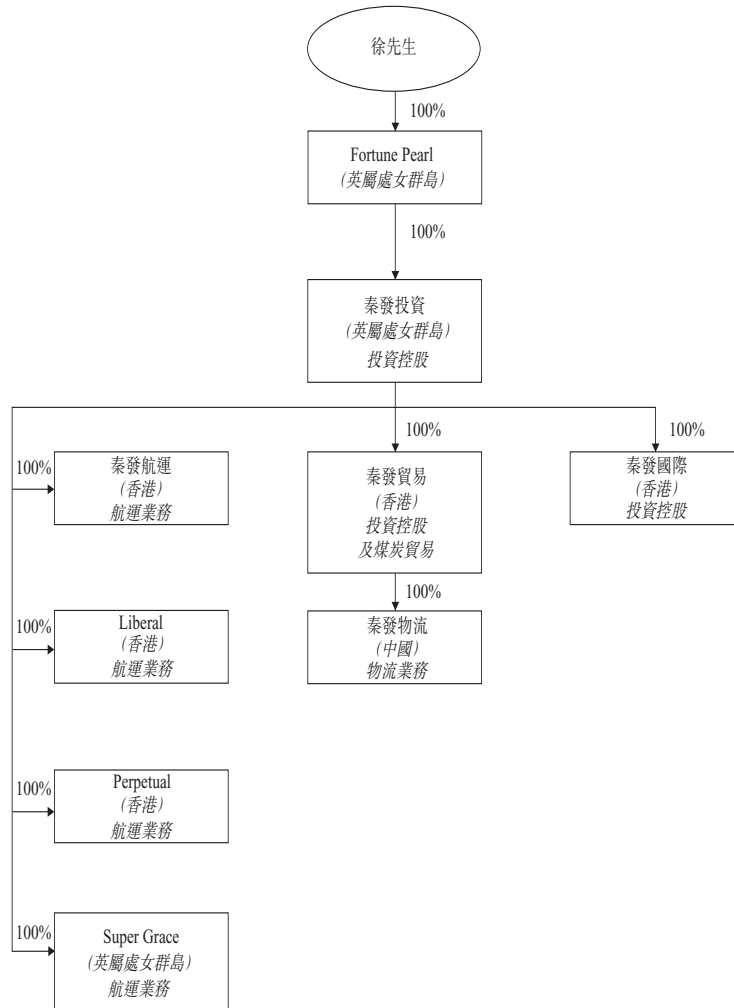 徐先生
100%
Fortune Pearl
(英屬處女群島)
100%
秦發投資
(英屬處女群島)
投資控股
100%
秦發航運
(香港)
航運業務
100%
秦發貿易
(香港)
投資控股
及煤炭貿易
100%
秦發國際
(香港)
投資控股
100%
Liberal
(香港)
航運業務
100%
秦發物流
(中國)
物流業務
100%
Perpetual
(香港)
航運業務
100%
Super Grace
(英屬處女群島)
航運業務